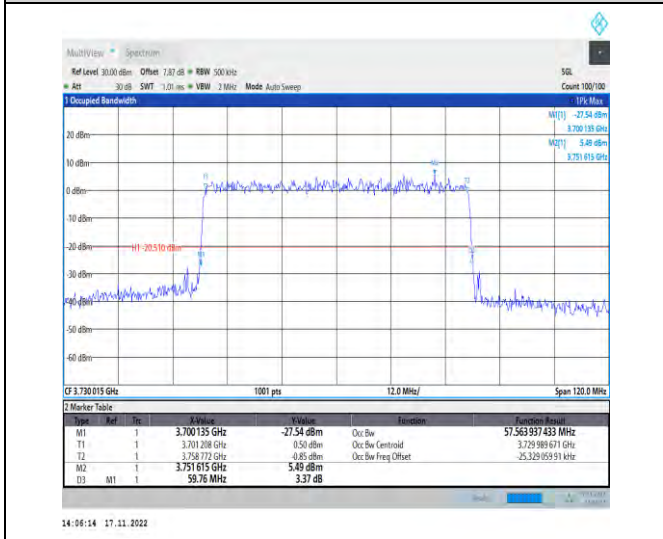 MultiView Spectrum
Ref Level 30.00 dBm Offset 7.87 dB RBW 500 kHz SGL
Att 30 dB SWT 1.01 ms VBW 2 MHz Mode Auto Sweep Count 100/100
1 Occupied Bandwidth 1Pk Max
M1[1] -27.54 dBm
3.700 135 GHz
M2[1] 5.49 dBm
3.751 615 GHz
20 dBm
10 dBm
M2
T1
T2
0 dBm
-10 dBm
-20 dBm
H1 -20.510 dBm
M1
-30 dBm
-40 dBm
-50 dBm
-60 dBm
CF 3.730 015 GHz 1001 pts 12.0 MHz/ Span 120.0 MHz
2 Marker Table
Type Ref Trc X-Value Y-Value Function Function Result
M1 1 3.700 135 GHz -27.54 dBm Occ Bw 57.563 937 433 MHz
T1 1 3.701 208 GHz 0.50 dBm Occ Bw Centroid 3.729 989 671 GHz
T2 1 3.758 772 GHz -0.85 dBm Occ Bw Freq Offset -25.329 059 91 kHz
M2 1 3.751 615 GHz 5.49 dBm
D3 M1 1 59.76 MHz 3.37 dB
14:06:14 17.11.2022